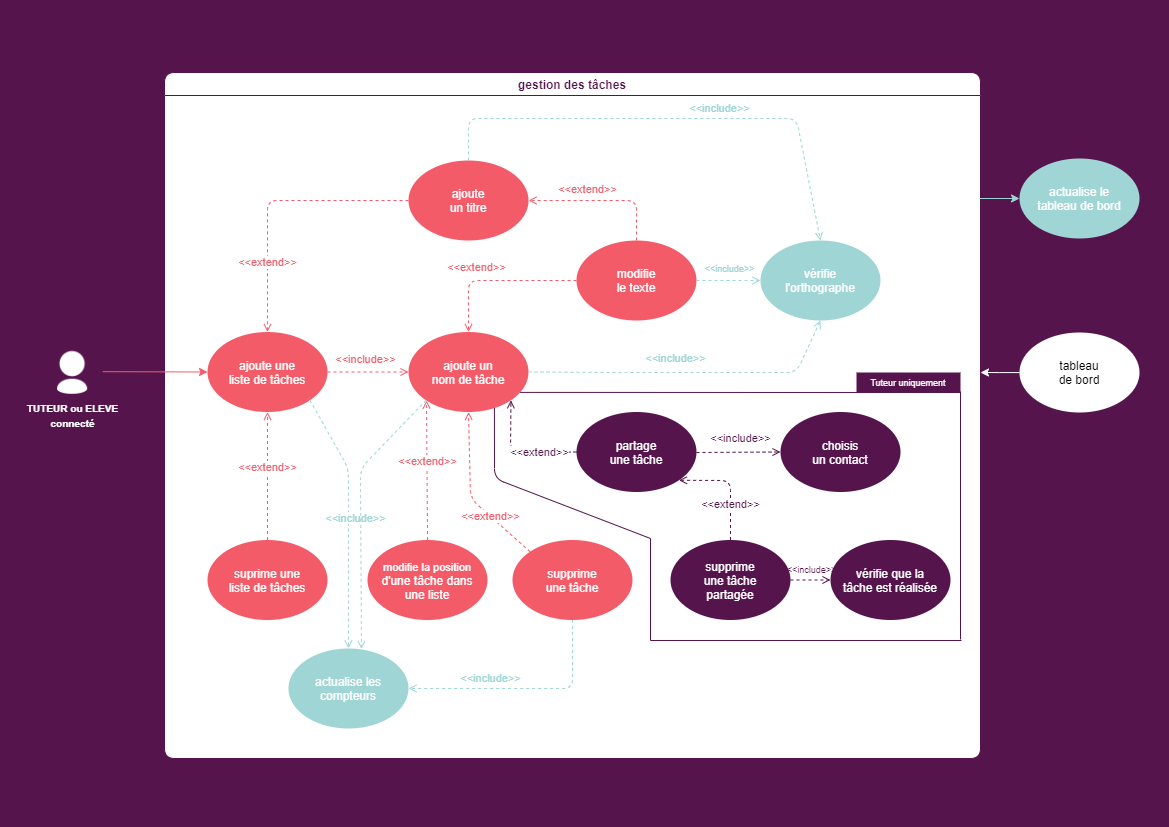 gestion des tâches
<<include>>
ajoute
un titre
<<extend>>
actualise le
tableau de bord
<<extend>>
<<extend>>
modifie
le texte
<<include>>
vérifie
l'orthographe
ajoute une
liste de tâches
<<include>>
ajoute un
nom de tâche
<<include>>
tableau
de bord
Tuteur uniquement
TUTEUR ou ELEVE
connecté
<<extend>>
<<extend>>
<<extend>>
partage
une tâche
<<include>>
choisis
un contact
<<include>>
<<extend>>
<<extend>>
suprime une
liste de tâches
modifie la position
d'une tâche dans
une liste
supprime
une tâche
supprime
une tâche
partagée
<<include>>
vérifie que la
tâche est réalisée
actualise les
compteurs
<<include>>